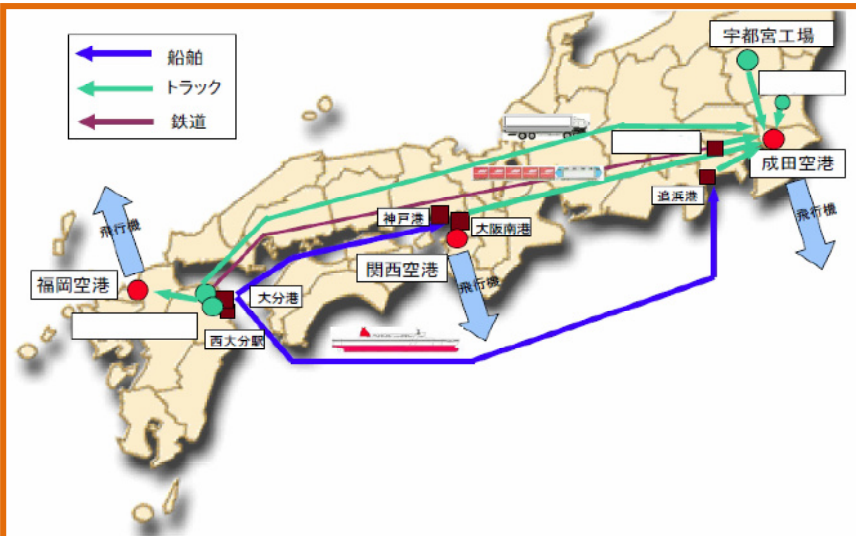 船舶
トラック
鉄道
宇都宮工場
成田空港
追浜港
飛行機
神戸港
大阪南港
関西空港
飛行機
飛行機
福岡空港
大分港
西大分駅